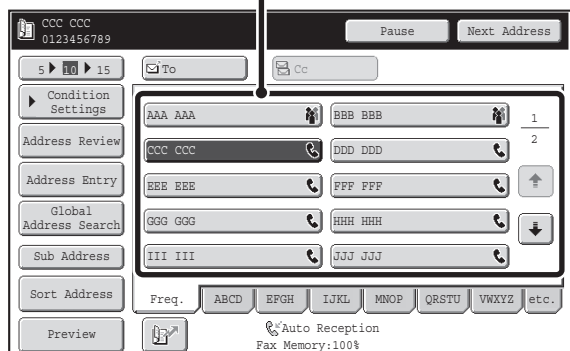 CCC CCC
0123456789
Pause
Next Address
5 10 15
To
Cc
Condition
Settings
AAA AAA
BBB BBB
1
2
Address Review
CCC CCC
DDD DDD
Address Entry
EEE EEE
FFF FFF
Global
Address Search
GGG GGG
HHH HHH
Sub Address
III III
JJJ JJJ
Sort Address
Freq.
ABCD
EFGH
IJKL
MNOP
QRSTU
VWXYZ
etc.
Preview
Auto Reception
Fax Memory:100%